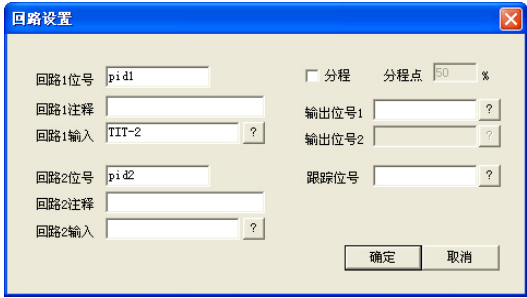 回路设置
回路1位号 pid1
回路1注释
回路1输入 TIT-2 ?
回路2位号 pid2
回路2注释
回路2输入 ?
分程 分程点 50 %
输出位号1 ?
输出位号2 ?
跟踪位号 ?
确定 取消